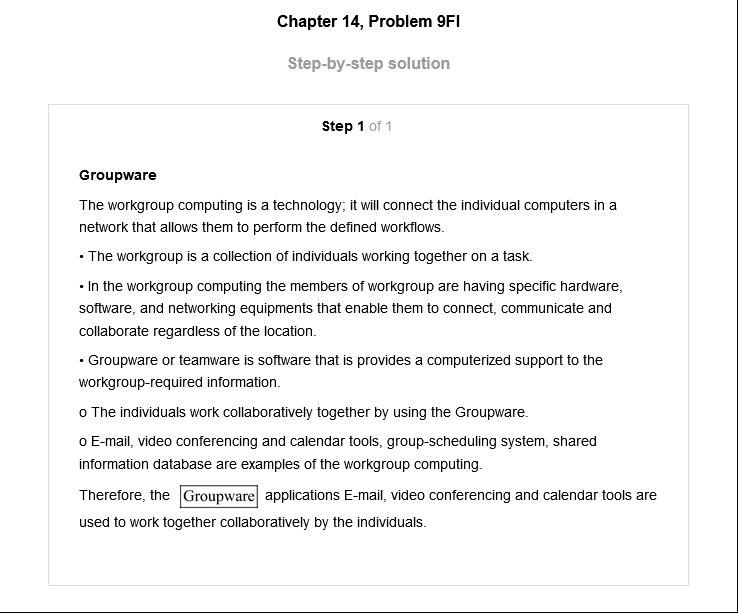 Chapter 14, Problem 9FI
Step-by-step solution
Step 1 of 1
Groupware
The workgroup computing is a technology; it will connect the individual computers in a
network that allows them to perform the defined workflows.
• The workgroup is a collection of individuals working together on a task.
• In the workgroup computing the members of workgroup are having specific hardware,
software, and networking equipments that enable them to connect, communicate and
collaborate regardless of the location.
• Groupware or teamware is software that is provides a computerized support to the
workgroup-required information.
o The individuals work collaboratively together by using the Groupware.
o E-mail, video conferencing and calendar tools, group-scheduling system, shared
information database are examples of the workgroup computing.
Therefore, the Groupware applications E-mail, video conferencing and calendar tools are
used to work together collaboratively by the individuals.